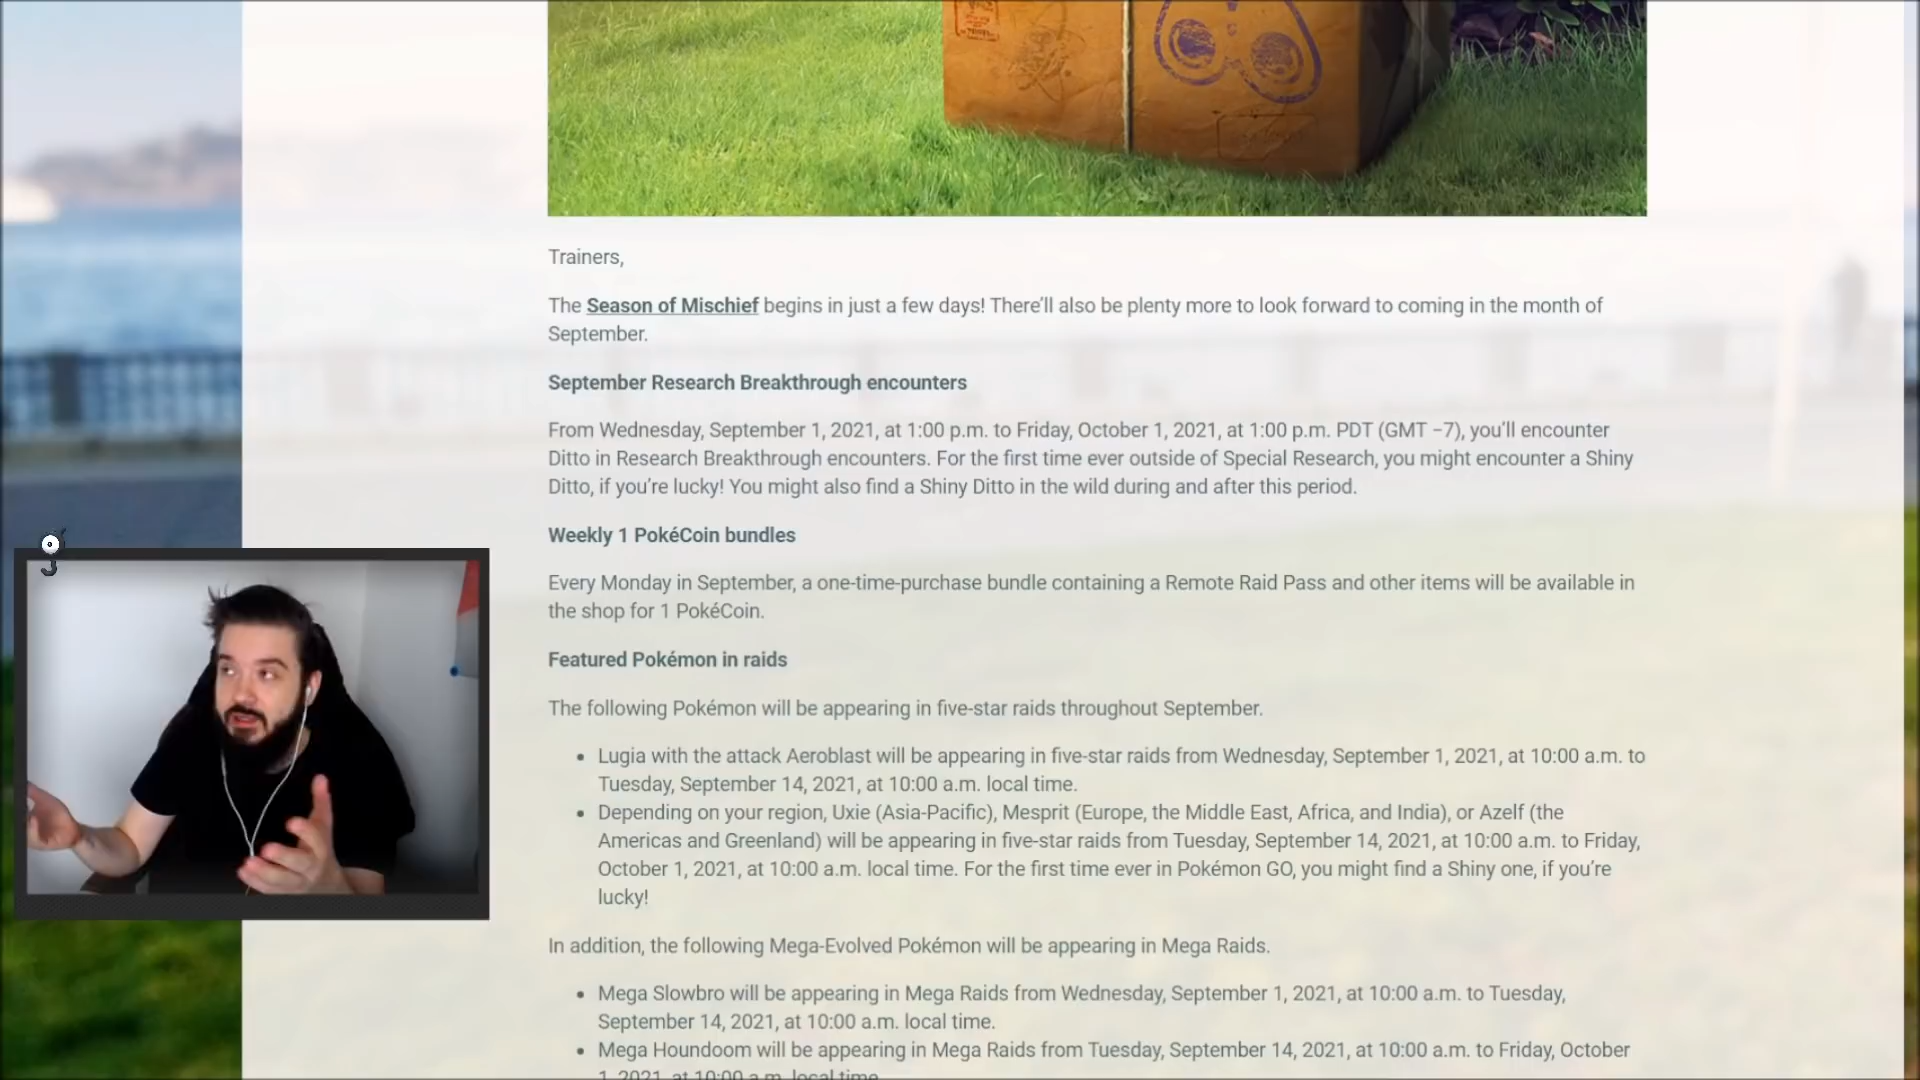 Trainers,
The Season of Mischief begins in just a few days! There'll also be plenty more to look forward to coming in the month of
September.
September Research Breakthrough encounters
From Wednesday, September 1, 2021, at 1:00 p.m. to Friday, October 1, 2021, at 1:00 p.m. PDT (GMT −7), you'll encounter
Ditto in Research Breakthrough encounters. For the first time ever outside of Special Research, you might encounter a Shiny
Ditto, if you're lucky! You might also find a Shiny Ditto in the wild during and after this period.
Weekly 1 PokéCoin bundles
Every Monday in September, a one-time-purchase bundle containing a Remote Raid Pass and other items will be available in
the shop for 1 PokéCoin.
Featured Pokémon in raids
The following Pokémon will be appearing in five-star raids throughout September.
• Lugia with the attack Aeroblast will be appearing in five-star raids from Wednesday, September 1, 2021, at 10:00 a.m. to
Tuesday, September 14, 2021, at 10:00 a.m. local time.
• Depending on your region, Uxie (Asia-Pacific), Mesprit (Europe, the Middle East, Africa, and India), or Azelf (the
Americas and Greenland) will be appearing in five-star raids from Tuesday, September 14, 2021, at 10:00 a.m. to Friday,
October 1, 2021, at 10:00 a.m. local time. For the first time ever in Pokémon GO, you might find a Shiny one, if you're
lucky!
In addition, the following Mega-Evolved Pokémon will be appearing in Mega Raids.
• Mega Slowbro will be appearing in Mega Raids from Wednesday, September 1, 2021, at 10:00 a.m. to Tuesday,
September 14, 2021, at 10:00 a.m. local time.
• Mega Houndoom will be appearing in Mega Raids from Tuesday, September 14, 2021, at 10:00 a.m. to Friday, October
1, 2021, at 10:00 a.m. local time.